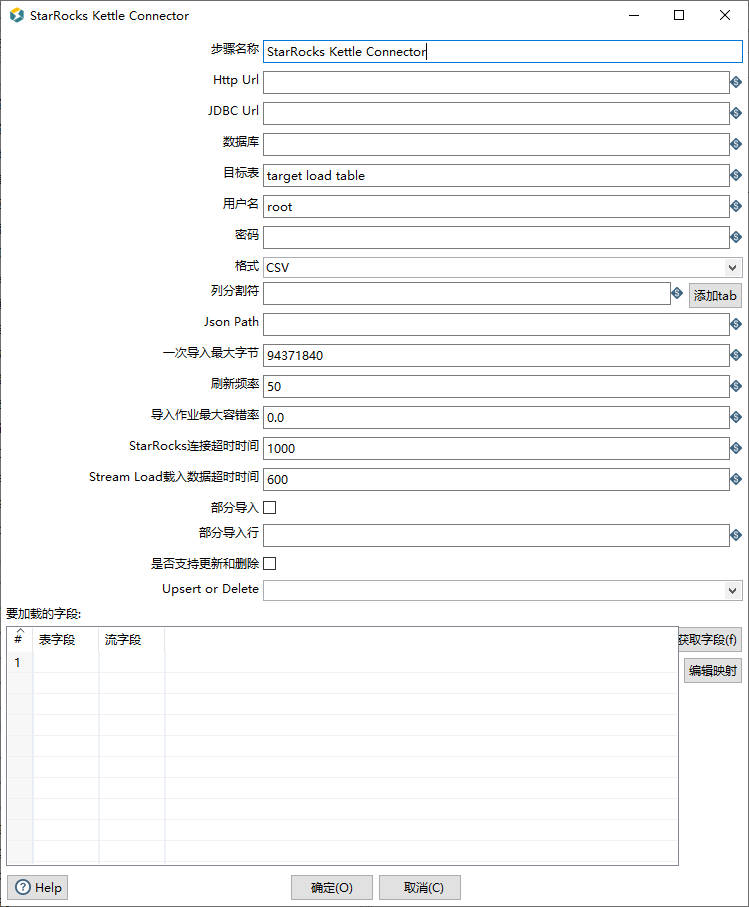 StarRocks Kettle Connector
步骤名称 StarRocks Kettle Connector
Http Url
JDBC Url
数据库
目标表 target load table
用户名 root
密码
格式 CSV
列分割符 添加tab
Json Path
一次导入最大字节 94371840
刷新频率 50
导入作业最大容错率 0.0
StarRocks连接超时时间 1000
Stream Load载入数据超时时间 600
部分导入
部分导入行
是否支持更新和删除
Upsert or Delete
要加载的字段:
# 表字段 流字段 获取字段(f)
1 编辑映射
Help 确定(O) 取消(C)